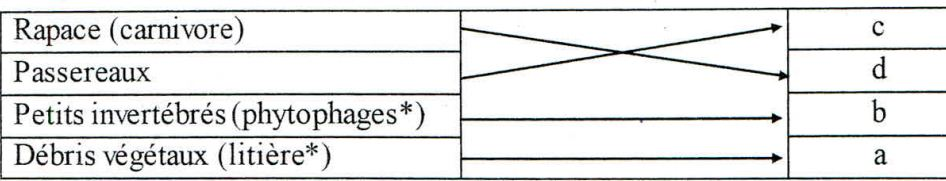 Rapace (carnivore) c
Passereaux d
Petits invertébrés (phytophages*) b
Débris végétaux (litière*) a